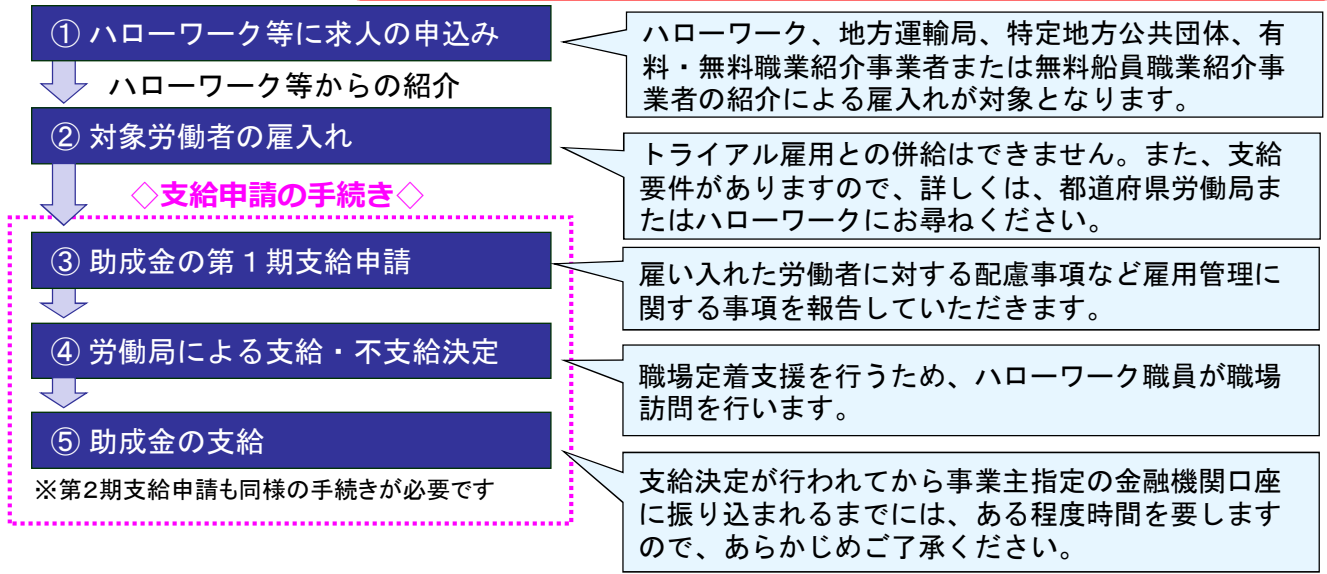 ① ハローワーク等に求人の申込み
ハローワーク、地方運輸局、特定地方公共団体、有
料・無料職業紹介事業者または無料船員職業紹介事
業者の紹介による雇入れが対象となります。
ハローワーク等からの紹介
② 対象労働者の雇入れ
トライアル雇用との併給はできません。また、支給
要件がありますので、詳しくは、都道府県労働局ま
たはハローワークにお尋ねください。
◇支給申請の手続き◇
③ 助成金の第１期支給申請
雇い入れた労働者に対する配慮事項など雇用管理に
関する事項を報告していただきます。
④ 労働局による支給・不支給決定
職場定着支援を行うため、ハローワーク職員が職場
訪問を行います。
⑤ 助成金の支給
支給決定が行われてから事業主指定の金融機関口座
に振り込まれるまでには、ある程度時間を要します
ので、あらかじめご了承ください。
※第2期支給申請も同様の手続きが必要です